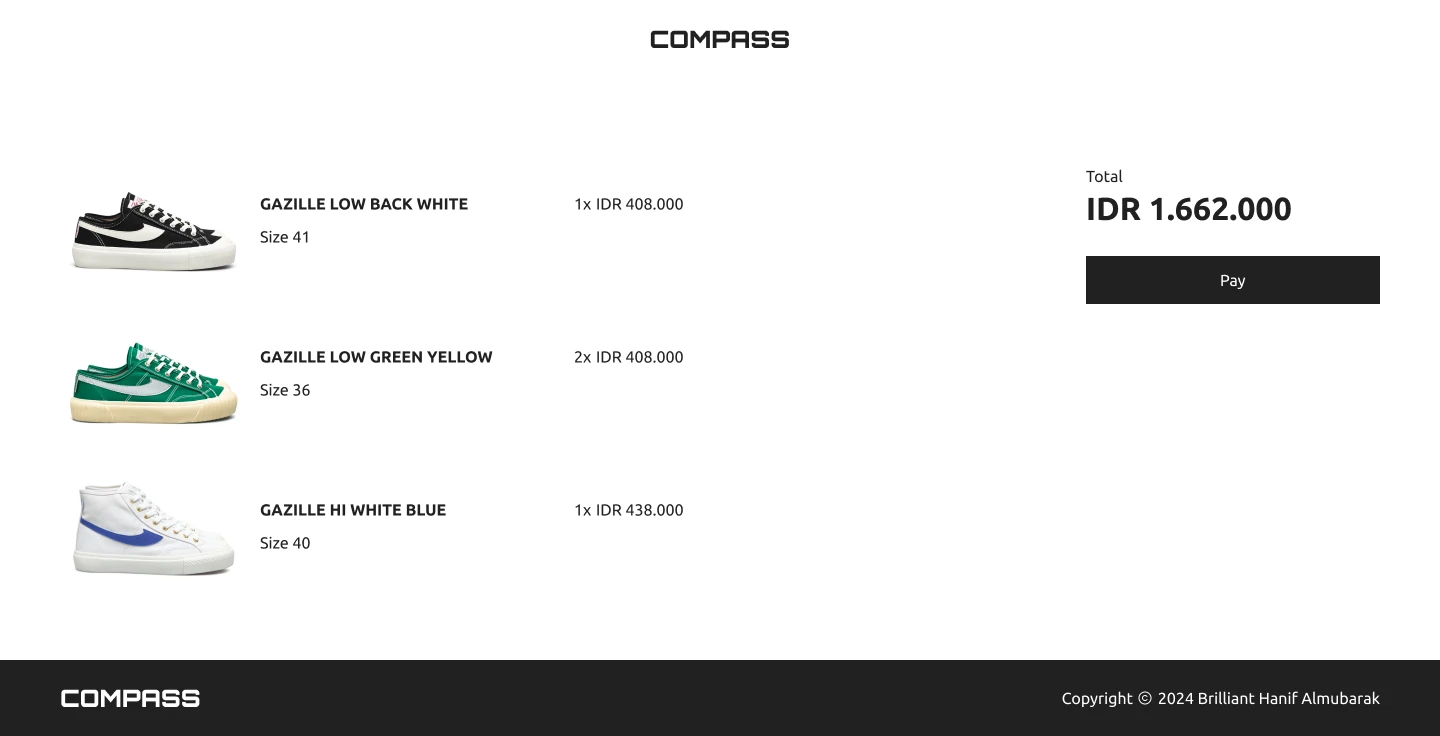 COMPASS
GAZILLE LOW BACK WHITE
1x IDR 408.000
Size 41
GAZILLE LOW GREEN YELLOW
2x IDR 408.000
Size 36
GAZILLE HI WHITE BLUE
1x IDR 438.000
Size 40
Total
IDR 1.662.000
Pay
COMPASS
Copyright © 2024 Brilliant Hanif Almubarak